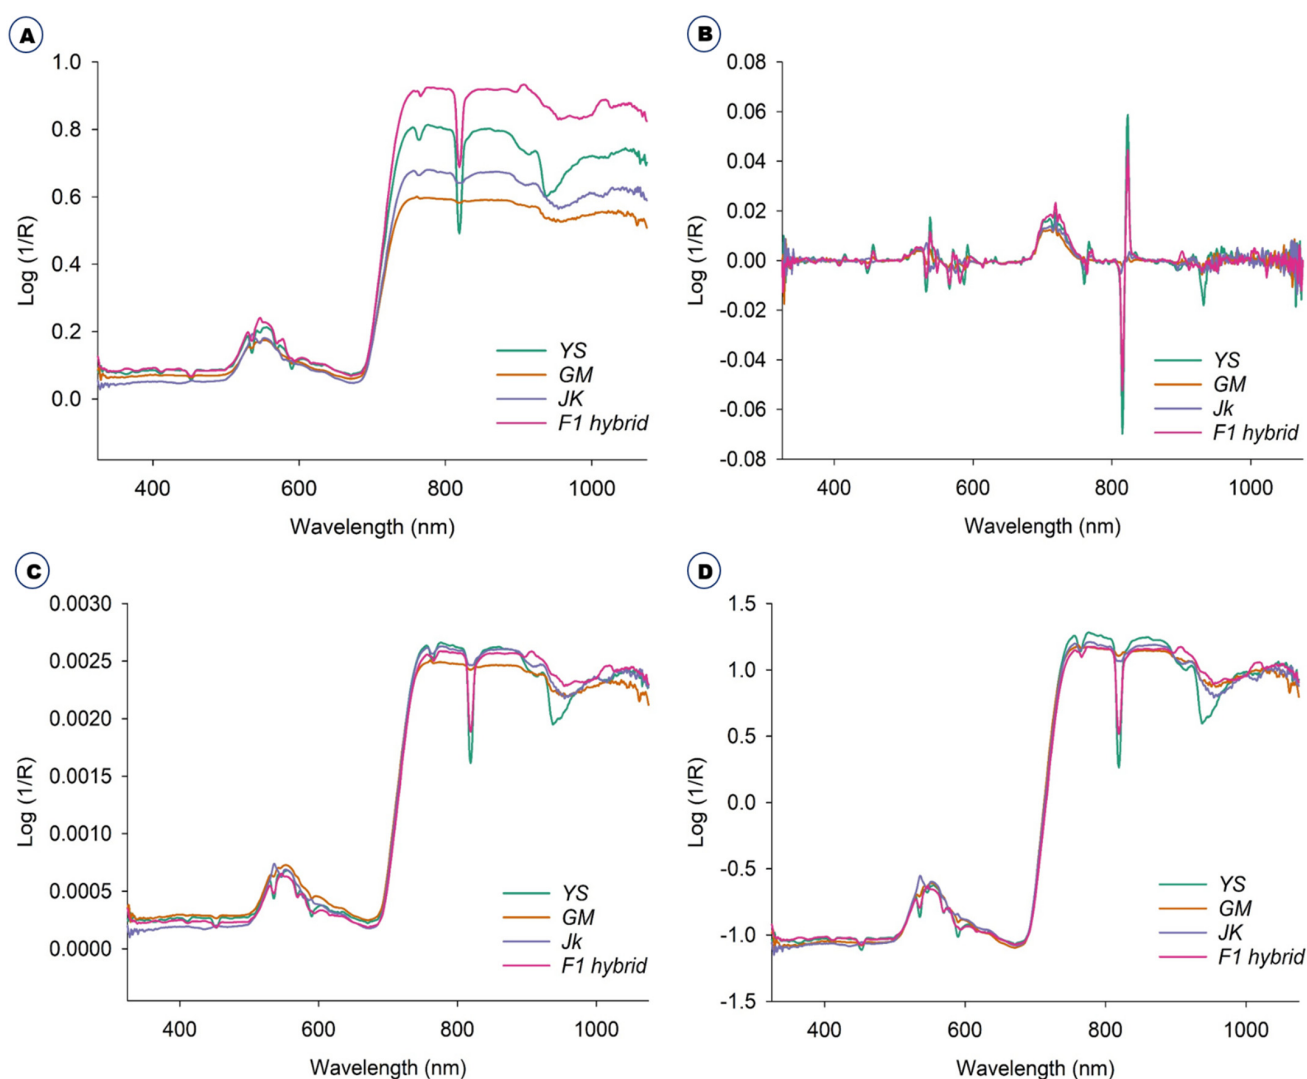 A
1.0
0.8
0.6
0.4
0.2
0.0
Log (1/R)
YS
GM
JK
F1 hybrid
400 600 800 1000
Wavelength (nm)
B
0.08
0.06
0.04
0.02
0.00
-0.02
-0.04
-0.06
-0.08
Log (1/R)
YS
GM
Jk
F1 hybrid
400 600 800 1000
Wavelength (nm)
C
0.0030
0.0025
0.0020
0.0015
0.0010
0.0005
0.0000
Log (1/R)
YS
GM
Jk
F1 hybrid
400 600 800 1000
Wavelength (nm)
D
1.5
1.0
0.5
0.0
-0.5
-1.0
-1.5
Log (1/R)
YS
GM
JK
F1 hybrid
400 600 800 1000
Wavelength (nm)